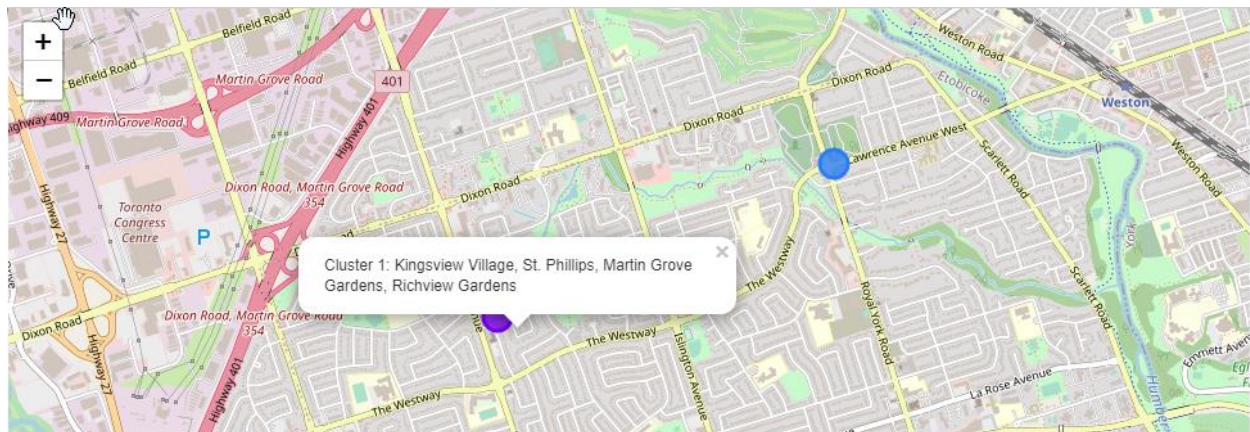 +
−
Belfield Road
Belfield Road
Martin Grove Road
Martin Grove Road
Highway 409
401
Highway 401
Dixon Road
Dixon Road
Weston Road
Etobicoke
Weston
Lawrence Avenue West
Weston Road
Scarlett Road
Dixon Road, Martin Grove Road
354
Toronto
Congress
Centre
P
Highway 27
Dixon Road
York
Cluster 1: Kingsview Village, St. Phillips, Martin Grove
Gardens, Richview Gardens
×
The Westway
Royal York Road
Scarlett Road
Dixon Road
Dixon Road, Martin Grove Road
354
The Westway
Islington Avenue
Highway 27
Highway 401
The Westway
La Rose Avenue